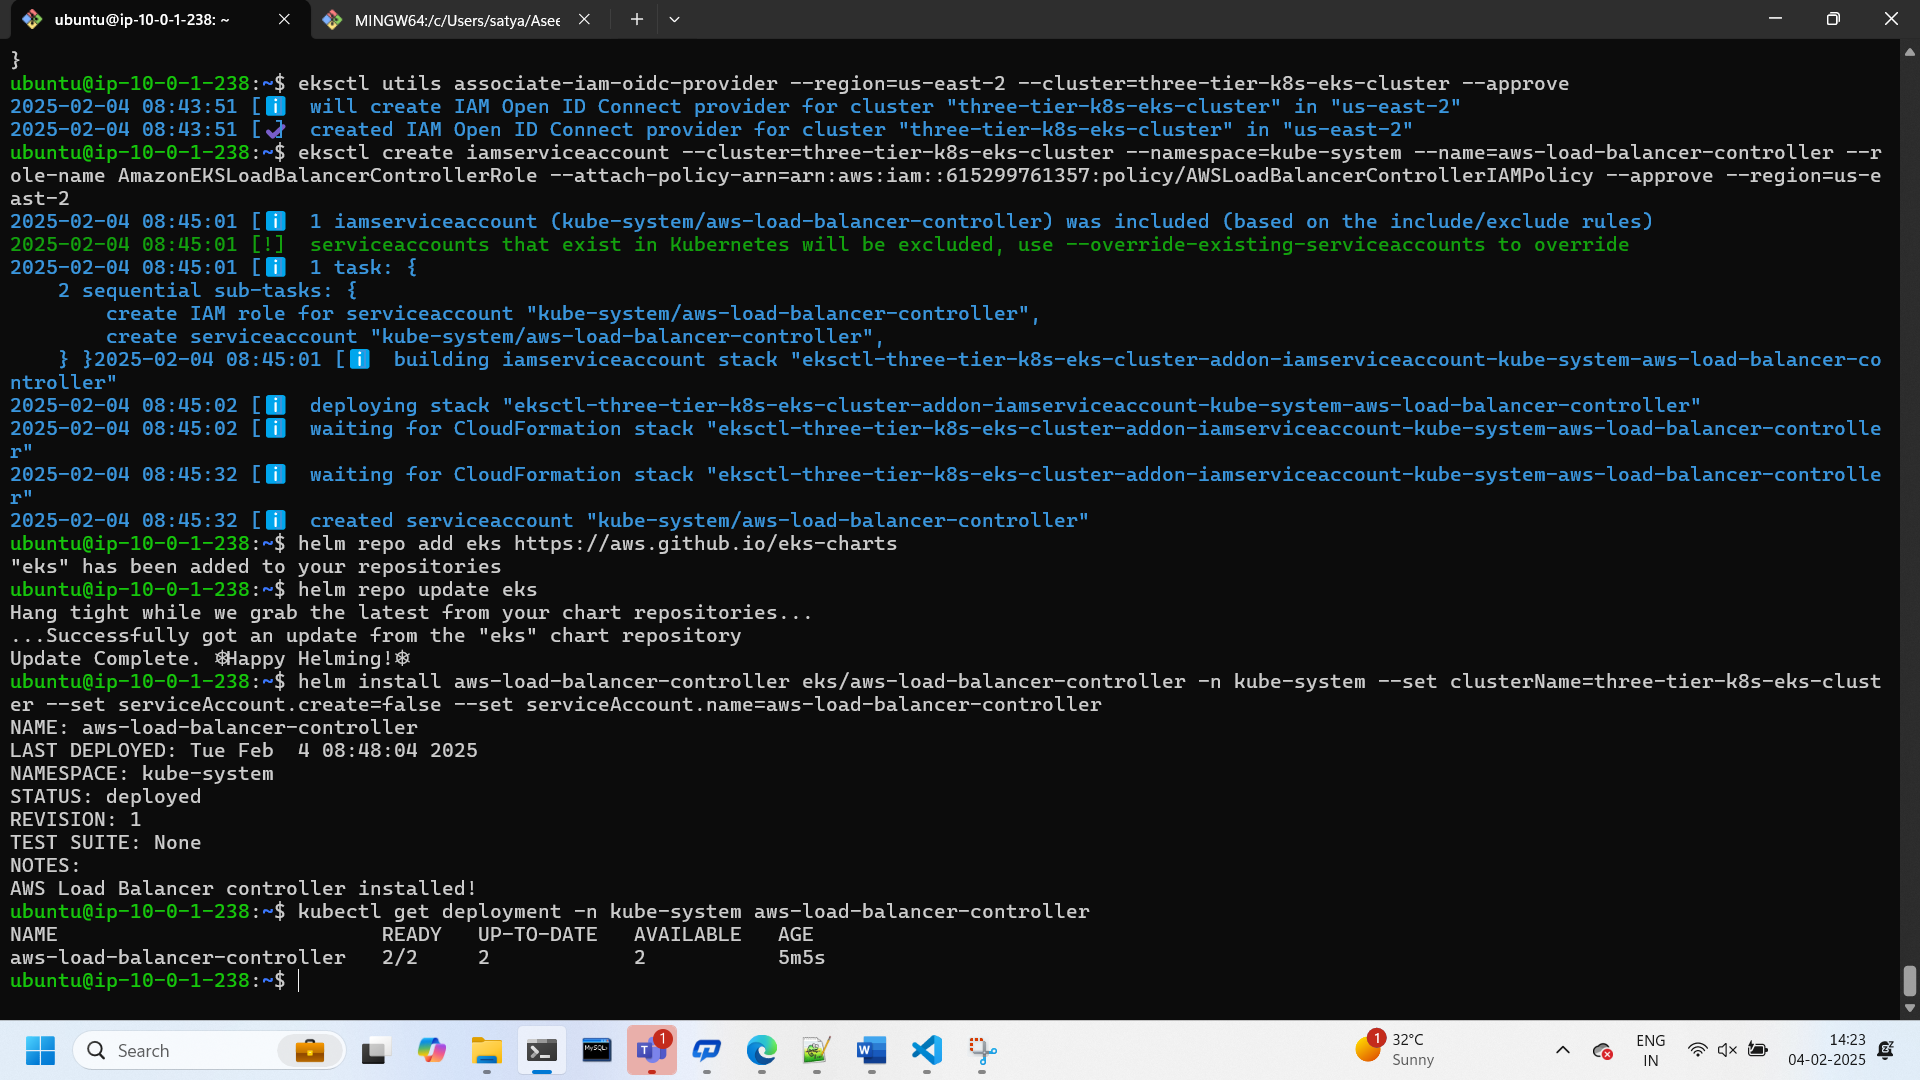 ubuntu@ip-10-0-1-238: ~
MINGW64:/c/Users/satya/Asee
}
ubuntu@ip-10-0-1-238:~$ eksctl utils associate-iam-oidc-provider --region=us-east-2 --cluster=three-tier-k8s-eks-cluster --approve
2025-02-04 08:43:51 [ℹ]  will create IAM Open ID Connect provider for cluster "three-tier-k8s-eks-cluster" in "us-east-2"
2025-02-04 08:43:51 [✔]  created IAM Open ID Connect provider for cluster "three-tier-k8s-eks-cluster" in "us-east-2"
ubuntu@ip-10-0-1-238:~$ eksctl create iamserviceaccount --cluster=three-tier-k8s-eks-cluster --namespace=kube-system --name=aws-load-balancer-controller --r
ole-name AmazonEKSLoadBalancerControllerRole --attach-policy-arn=arn:aws:iam::615299761357:policy/AWSLoadBalancerControllerIAMPolicy --approve --region=us-e
ast-2
2025-02-04 08:45:01 [ℹ]  1 iamserviceaccount (kube-system/aws-load-balancer-controller) was included (based on the include/exclude rules)
2025-02-04 08:45:01 [!]  serviceaccounts that exist in Kubernetes will be excluded, use --override-existing-serviceaccounts to override
2025-02-04 08:45:01 [ℹ]  1 task: {
    2 sequential sub-tasks: {
        create IAM role for serviceaccount "kube-system/aws-load-balancer-controller",
        create serviceaccount "kube-system/aws-load-balancer-controller",
    } }2025-02-04 08:45:01 [ℹ]  building iamserviceaccount stack "eksctl-three-tier-k8s-eks-cluster-addon-iamserviceaccount-kube-system-aws-load-balancer-co
ntroller"
2025-02-04 08:45:02 [ℹ]  deploying stack "eksctl-three-tier-k8s-eks-cluster-addon-iamserviceaccount-kube-system-aws-load-balancer-controller"
2025-02-04 08:45:02 [ℹ]  waiting for CloudFormation stack "eksctl-three-tier-k8s-eks-cluster-addon-iamserviceaccount-kube-system-aws-load-balancer-controlle
r"
2025-02-04 08:45:32 [ℹ]  waiting for CloudFormation stack "eksctl-three-tier-k8s-eks-cluster-addon-iamserviceaccount-kube-system-aws-load-balancer-controlle
r"
2025-02-04 08:45:32 [ℹ]  created serviceaccount "kube-system/aws-load-balancer-controller"
ubuntu@ip-10-0-1-238:~$ helm repo add eks https://aws.github.io/eks-charts
"eks" has been added to your repositories
ubuntu@ip-10-0-1-238:~$ helm repo update eks
Hang tight while we grab the latest from your chart repositories...
...Successfully got an update from the "eks" chart repository
Update Complete. ⎈Happy Helming!⎈
ubuntu@ip-10-0-1-238:~$ helm install aws-load-balancer-controller eks/aws-load-balancer-controller -n kube-system --set clusterName=three-tier-k8s-eks-clust
er --set serviceAccount.create=false --set serviceAccount.name=aws-load-balancer-controller
NAME: aws-load-balancer-controller
LAST DEPLOYED: Tue Feb  4 08:48:04 2025
NAMESPACE: kube-system
STATUS: deployed
REVISION: 1
TEST SUITE: None
NOTES:
AWS Load Balancer controller installed!
ubuntu@ip-10-0-1-238:~$ kubectl get deployment -n kube-system aws-load-balancer-controller
NAME                           READY   UP-TO-DATE   AVAILABLE   AGE
aws-load-balancer-controller   2/2     2            2           5m5s
ubuntu@ip-10-0-1-238:~$
Search
MySQL
1
1
32°C
Sunny
ENG
IN
14:23
04-02-2025